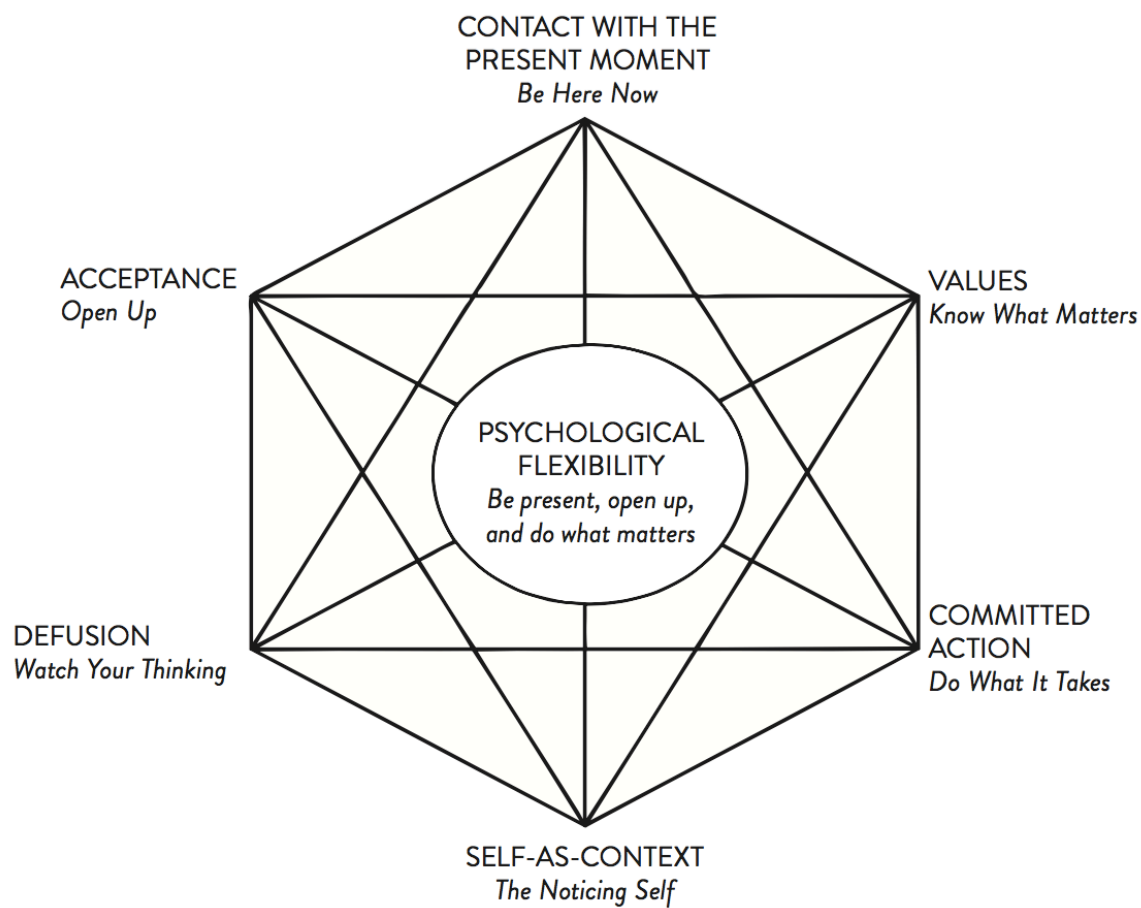 CONTACT WITH THE
PRESENT MOMENT
Be Here Now
ACCEPTANCE
Open Up
VALUES
Know What Matters
PSYCHOLOGICAL
FLEXIBILITY
Be present, open up,
and do what matters
DEFUSION
Watch Your Thinking
COMMITTED
ACTION
Do What It Takes
SELF-AS-CONTEXT
The Noticing Self